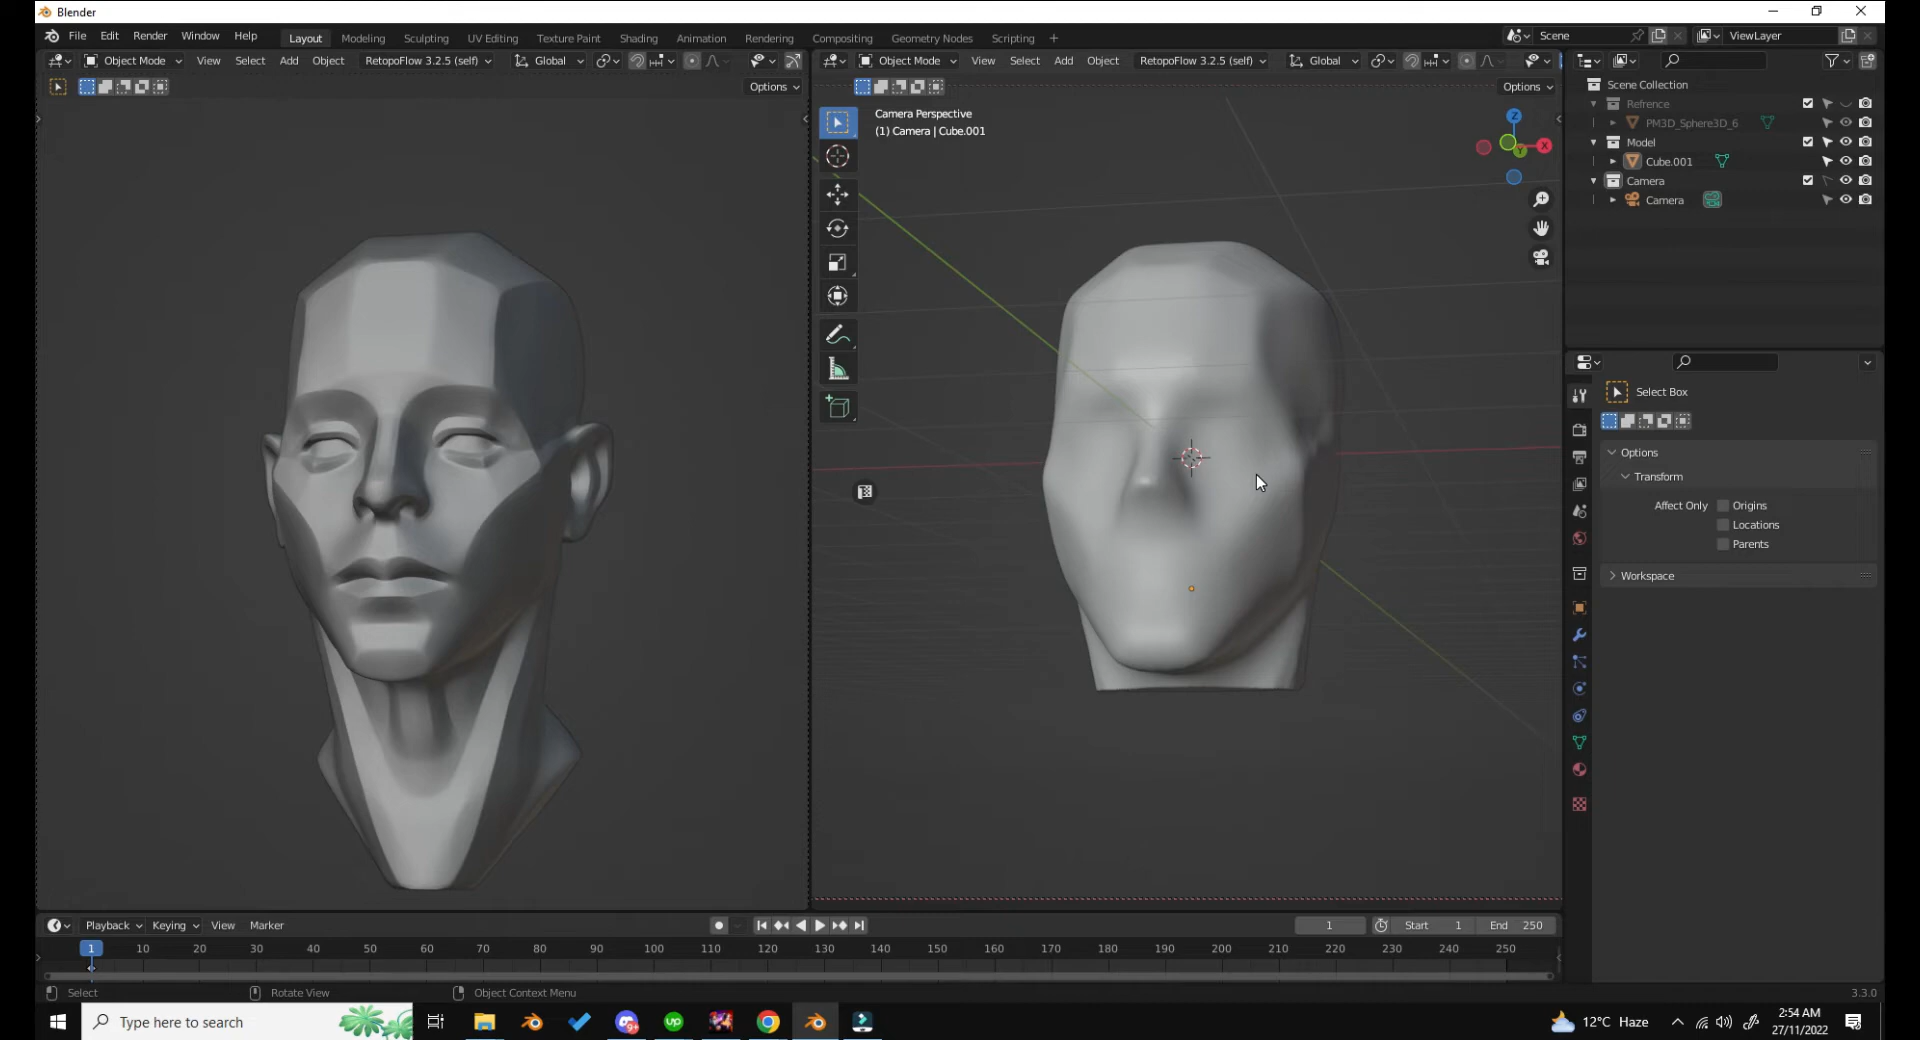 Blender
File Edit Render Window Help Layout Modeling Sculpting UV Editing Texture Paint Shading Animation Rendering Compositing Geometry Nodes Scripting + Scene ViewLayer
Object Mode View Select Add Object RetopoFlow 3.2.5 (self) Global
Object Mode View Select Add Object RetopoFlow 3.2.5 (self) Global
Options
Options
Camera Perspective
(1) Camera | Cube.001
Z
X
Y
Scene Collection
Refrence
PM3D_Sphere3D_6
Model
Cube.001
Camera
Camera
Select Box
Options
Transform
Affect Only Origins
Locations
Parents
Workspace
Playback Keying View Marker 1 Start 1 End 250
1 10 20 30 40 50 60 70 80 90 100 110 120 130 140 150 160 170 180 190 200 210 220 230 240 250
Select Rotate View Object Context Menu 3.3.0
Type here to search
9+
up
12°C Haze
2:54 AM
27/11/2022